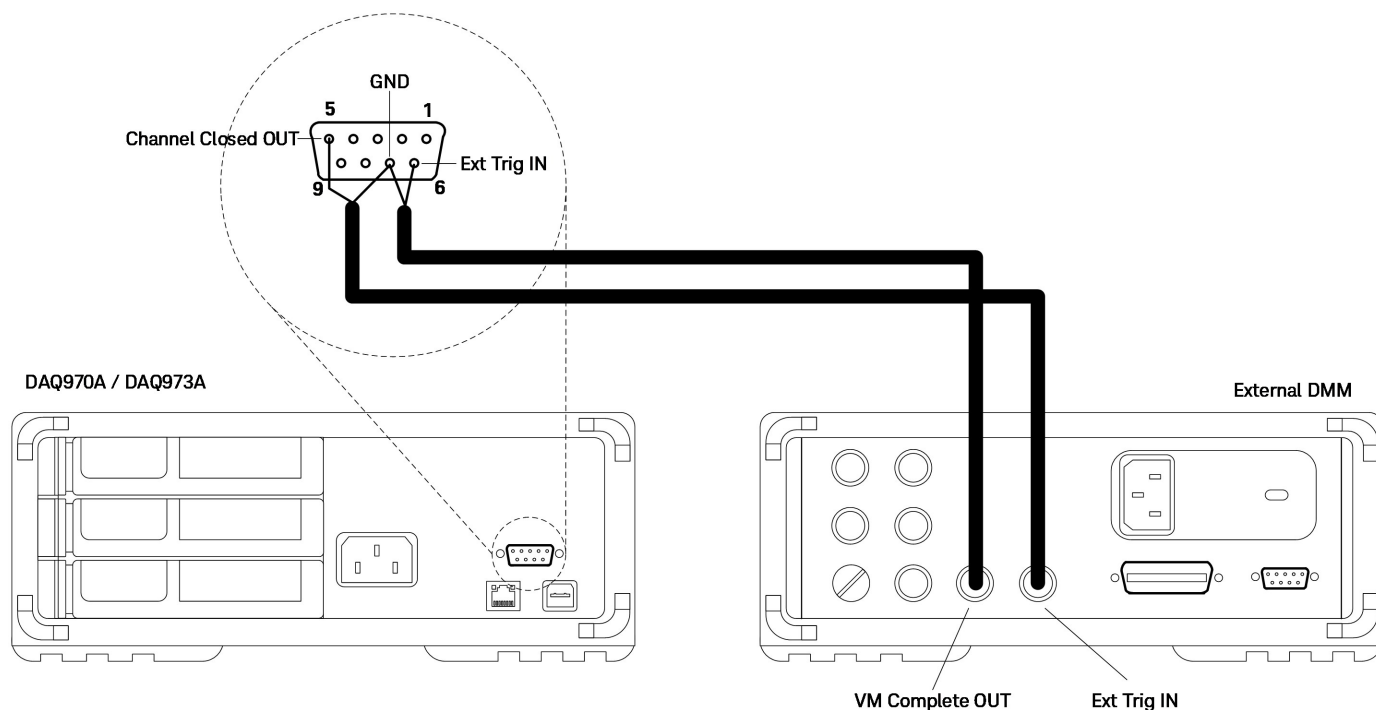 GND
5 1
Channel Closed OUT
Ext Trig IN
9 6
DAQ970A / DAQ973A
External DMM
VM Complete OUT
Ext Trig IN